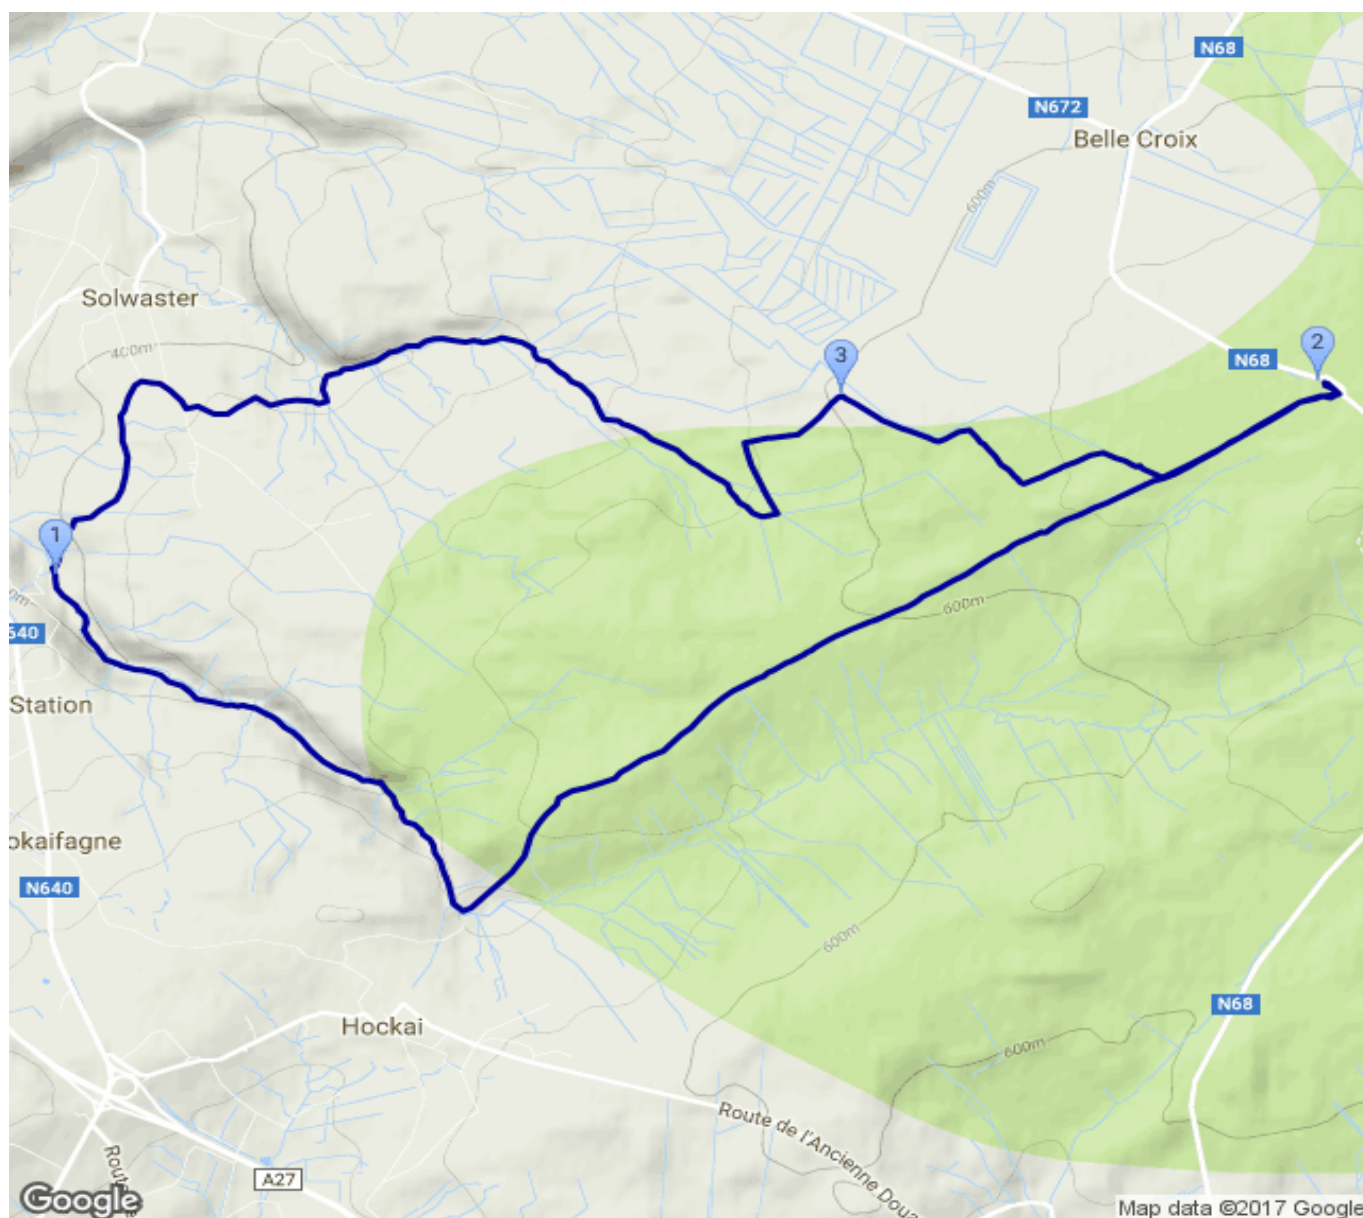 N68
N672
Belle Croix
600m
Solwaster
400m
3
2
N68
1
600m
640
Station
okaifagne
N640
600m
N68
Hockai
600m
Route de l'Ancienne Doua
Route
A27
Google
Map data ©2017 Google